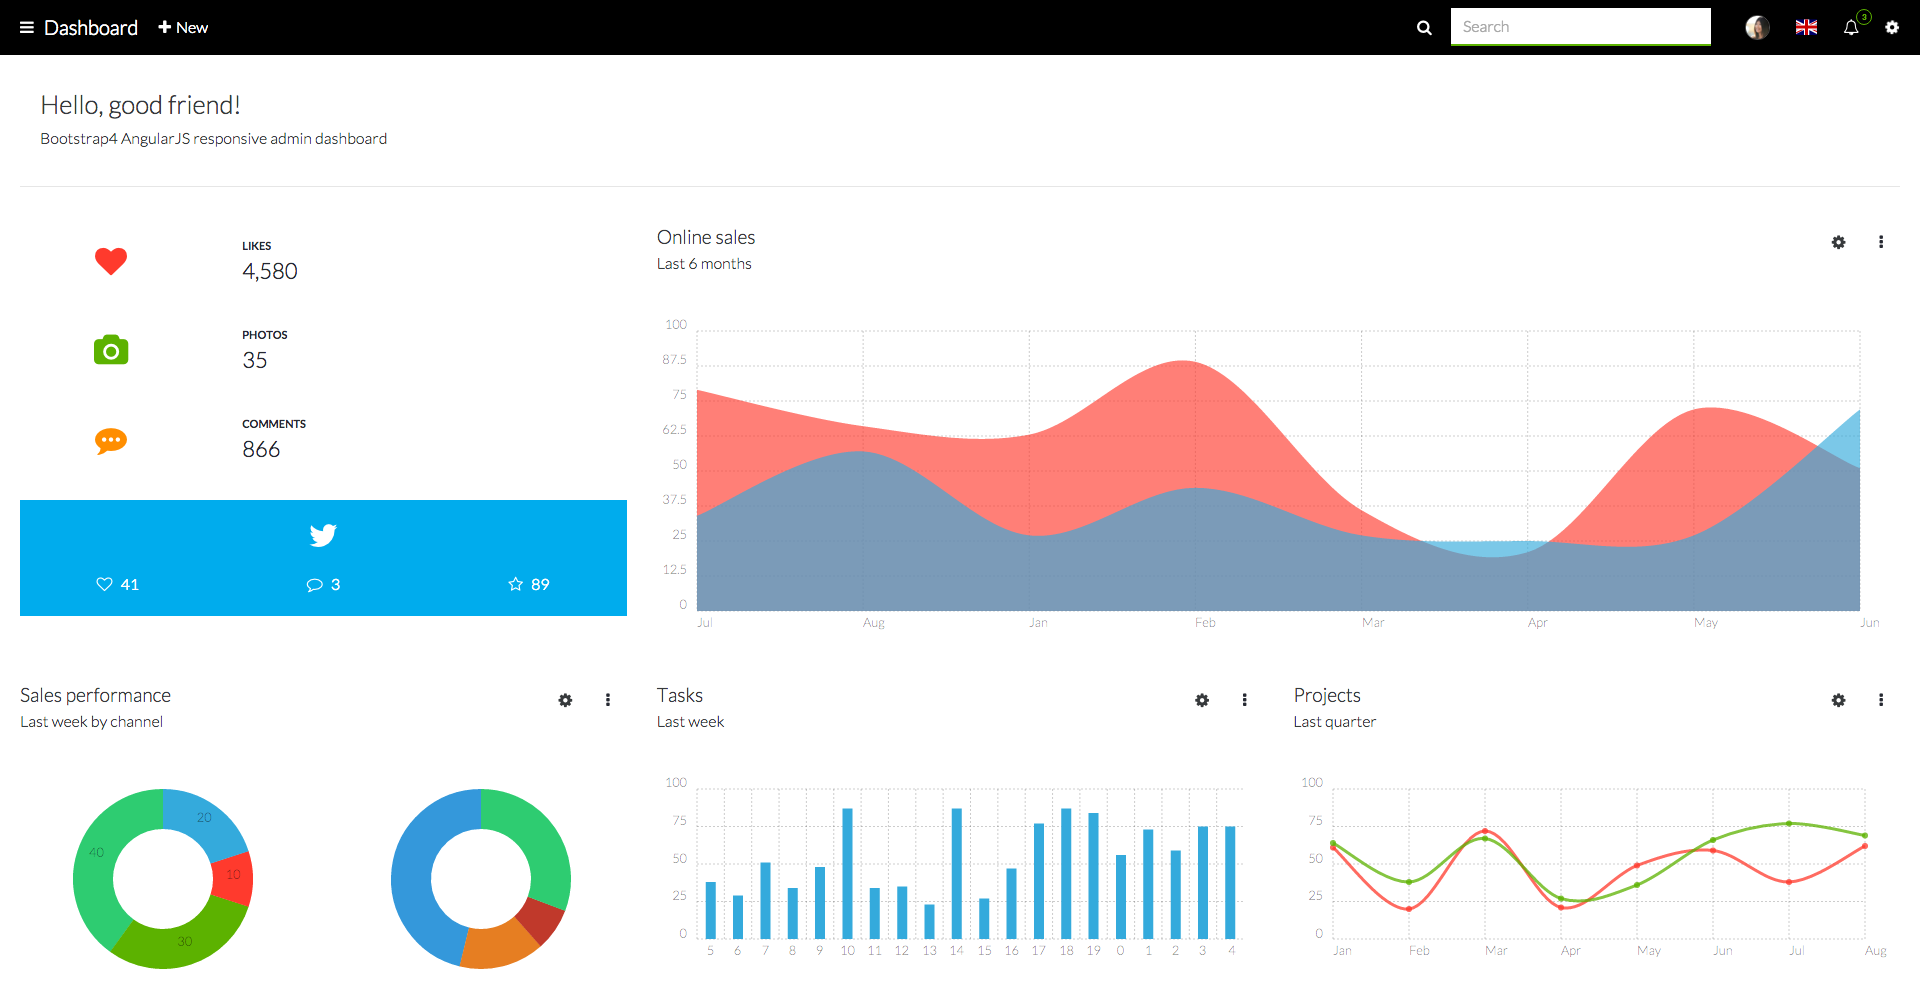 Dashboard
New
Search
3
Hello, good friend!
Bootstrap4 AngularJS responsive admin dashboard
LIKES
4,580
PHOTOS
35
COMMENTS
866
41
3
89
Online sales
Last 6 months
100
87.5
75
62.5
50
37.5
25
12.5
0
Jul Aug Jan Feb Mar Apr May Jun
Sales performance
Last week by channel
20
40
10
30
Tasks
Last week
100
75
50
25
0
5 6 7 8 9 10 11 12 13 14 15 16 17 18 19 0 1 2 3 4
Projects
Last quarter
100
75
50
25
0
Jan Feb Mar Apr May Jun Jul Aug